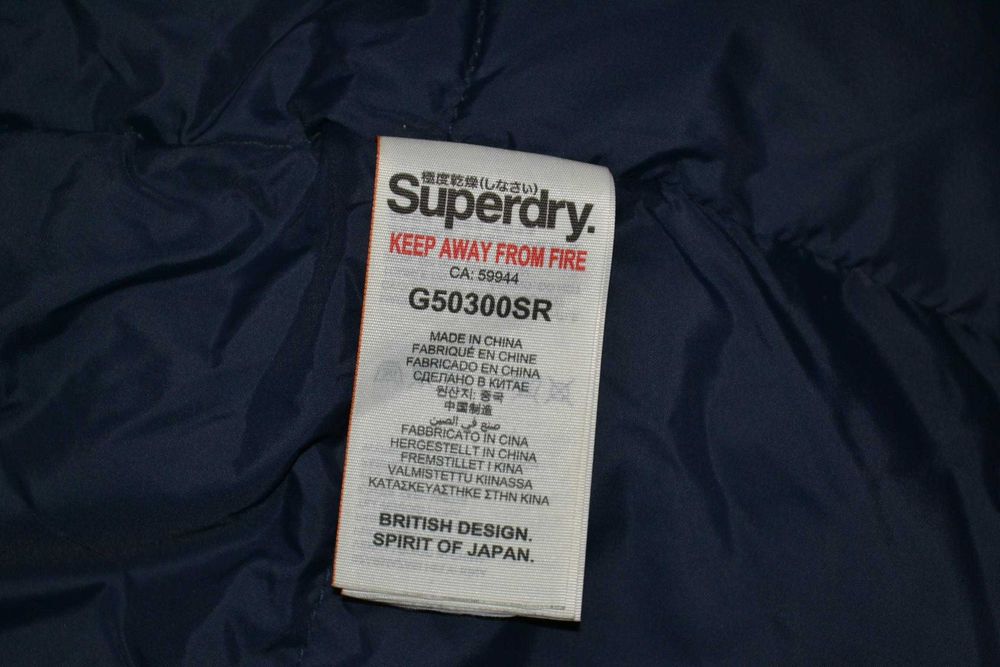 極度乾燥(しなさい)
Superdry.
KEEP AWAY FROM FIRE
CA: 59944
G50300SR
MADE IN CHINA
FABRIQUÉ EN CHINE
FABRICADO EN CHINA
СДЕЛАНО В КИТАЕ
원산지: 중국
中国制造
صنع في الصين
FABBRICATO IN CINA
HERGESTELLT IN CHINA
FREMSTILLET I KINA
VALMISTETTU KIINASSA
ΚΑΤΑΣΚΕΥΑΣΤΗΚΕ ΣΤΗΝ ΚΙΝΑ
BRITISH DESIGN.
SPIRIT OF JAPAN.